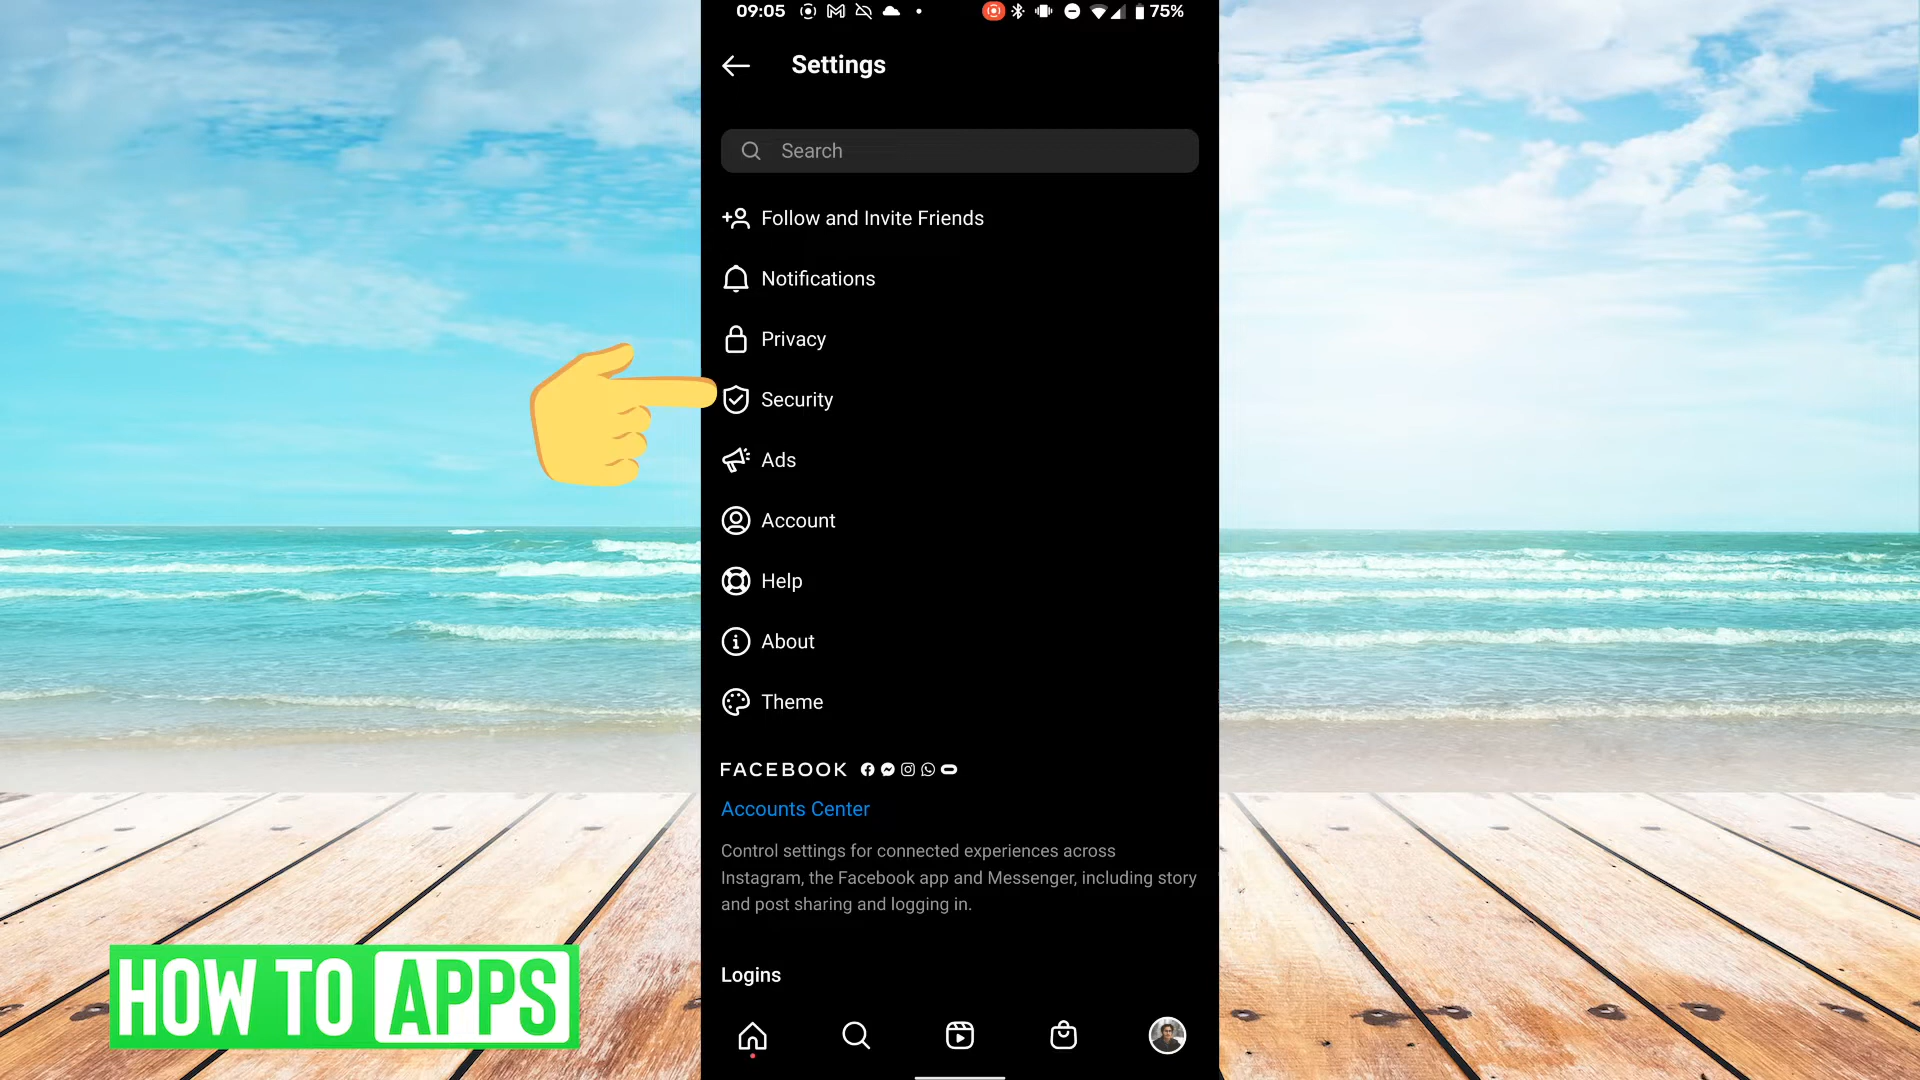 09:05
75%
Settings
Search
Follow and Invite Friends
Notifications
Privacy
Security
Ads
Account
Help
About
Theme
FACEBOOK
Accounts Center
Control settings for connected experiences across
Instagram, the Facebook app and Messenger, including story
and post sharing and logging in.
Logins
HOW TO APPS